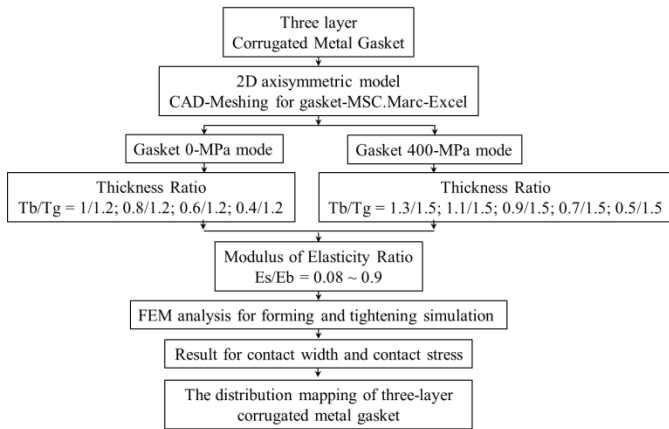 Three layer
Corrugated Metal Gasket
2D axisymmetric model
CAD-Meshing for gasket-MSC.Marc-Excel
Gasket 0-MPa mode
Gasket 400-MPa mode
Thickness Ratio
Tb/Tg = 1/1.2; 0.8/1.2; 0.6/1.2; 0.4/1.2
Thickness Ratio
Tb/Tg = 1.3/1.5; 1.1/1.5; 0.9/1.5; 0.7/1.5; 0.5/1.5
Modulus of Elasticity Ratio
Es/Eb = 0.08 ~ 0.9
FEM analysis for forming and tightening simulation
Result for contact width and contact stress
The distribution mapping of three-layer
corrugated metal gasket